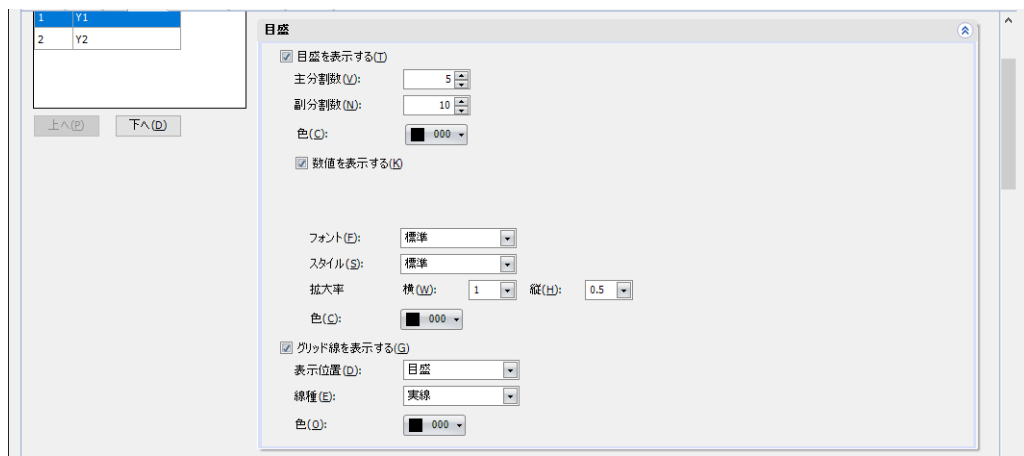 1 Y1
2 Y2
上へ(P) 下へ(D)
目盛
目盛を表示する(T)
主分割数(V): 5
副分割数(N): 10
色(C): 000
数値を表示する(K)
フォント(F): 標準
スタイル(S): 標準
拡大率 横(W): 1 縦(H): 0.5
色(C): 000
グリッド線を表示する(G)
表示位置(D): 目盛
線種(E): 実線
色(O): 000